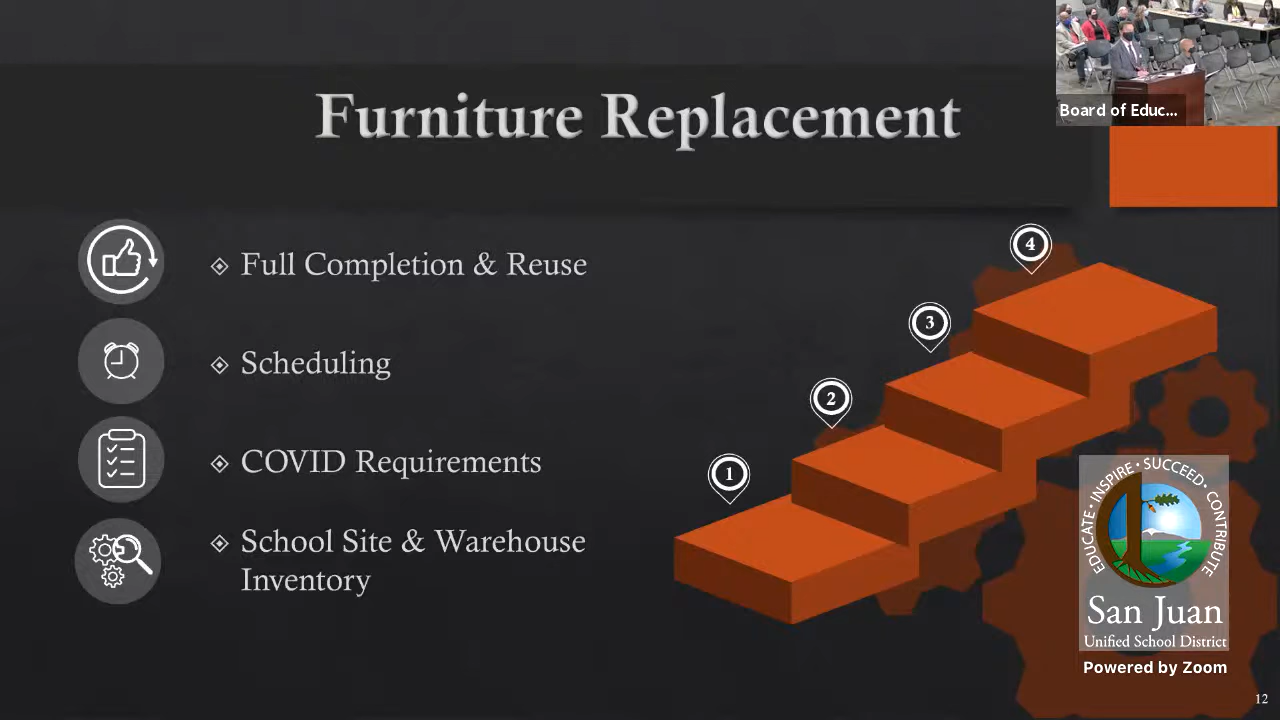 Furniture Replacement
Board of Educ...
Full Completion & Reuse
Scheduling
COVID Requirements
School Site & Warehouse
Inventory
1
2
3
4
EDUCATE • INSPIRE • SUCCEED • CONTRIBUTE
San Juan
Unified School District
Powered by Zoom
12